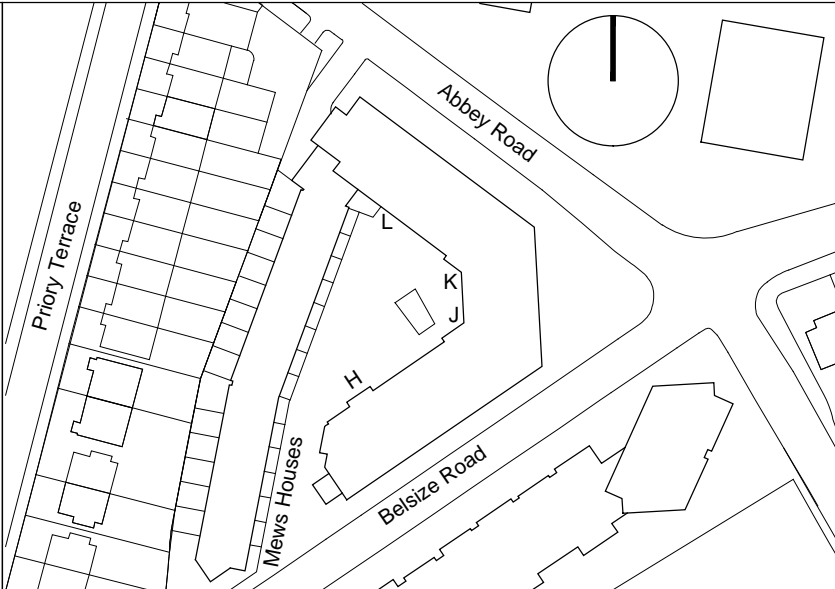 Abbey Road
Priory Terrace
L
K
J
H
Mews Houses
Belsize Road